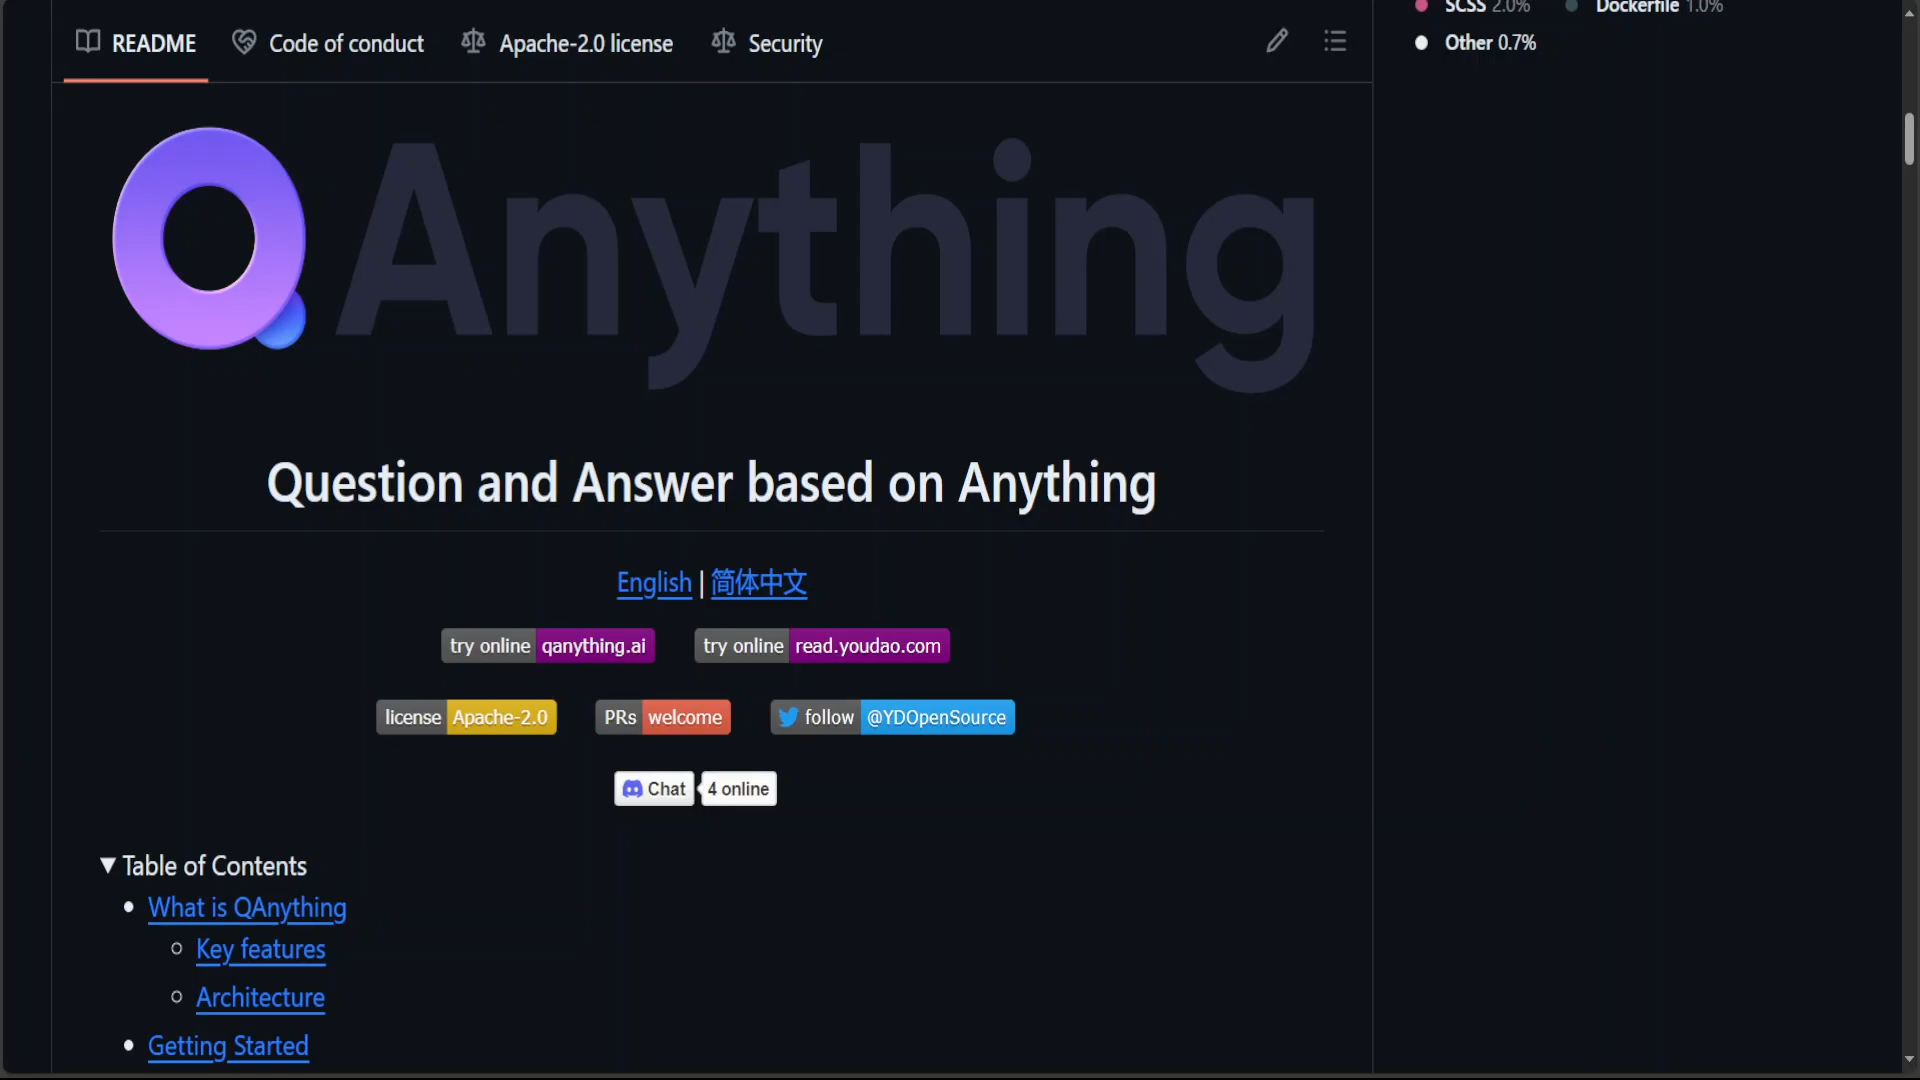 SCSS 2.0% Dockerfile 1.0%
README Code of conduct Apache-2.0 license Security
Other 0.7%
QAnything
Question and Answer based on Anything
English | 简体中文
try online qanything.ai try online read.youdao.com
license Apache-2.0 PRs welcome follow @YDOpenSource
Chat 4 online
Table of Contents
What is QAnything
Key features
Architecture
Getting Started